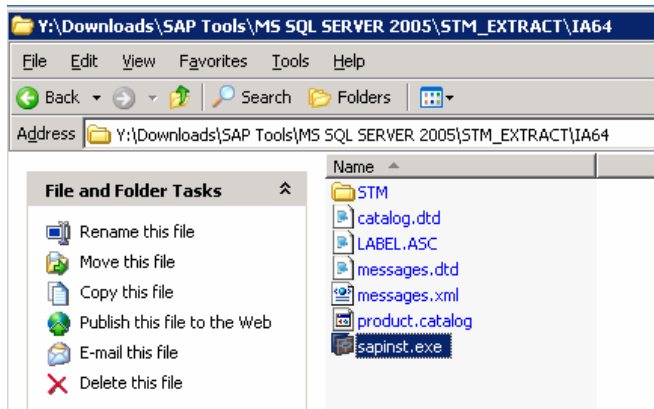 Y:\Downloads\SAP Tools\MS SQL SERVER 2005\STM_EXTRACT\IA64
File Edit View Favorites Tools Help
Back Search Folders
Address Y:\Downloads\SAP Tools\MS SQL SERVER 2005\STM_EXTRACT\IA64
Name
File and Folder Tasks
STM
catalog.dtd
Rename this file
LABEL.ASC
Move this file
messages.dtd
Copy this file
messages.xml
Publish this file to the Web
product.catalog
E-mail this file
sapinst.exe
Delete this file